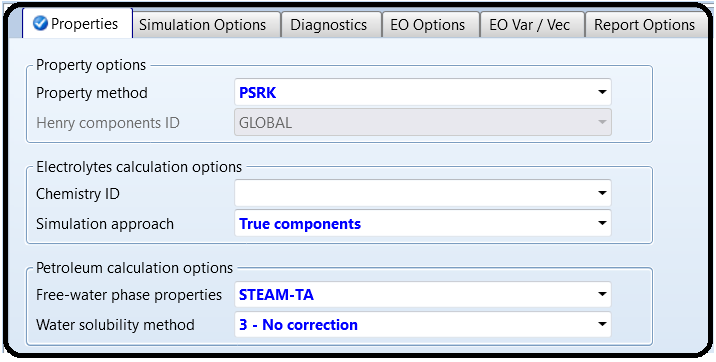 Properties Simulation Options Diagnostics EO Options EO Var / Vec Report Options
Property options
Property method PSRK
Henry components ID GLOBAL
Electrolytes calculation options
Chemistry ID
Simulation approach True components
Petroleum calculation options
Free-water phase properties STEAM-TA
Water solubility method 3 - No correction